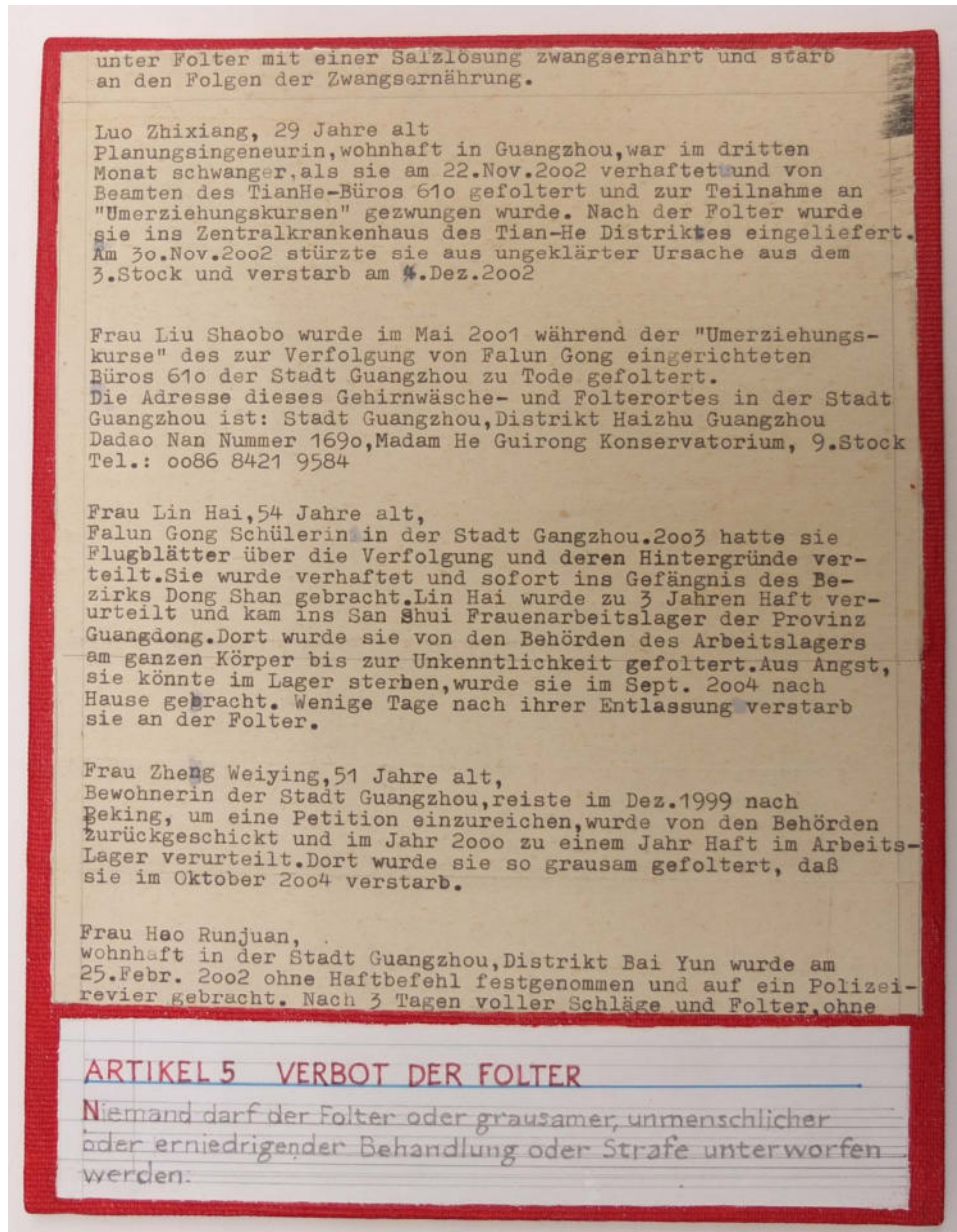 unter Folter mit einer Salzlösung zwangsernährt und starb
an den Folgen der Zwangsernährung.
Luo Zhixiang, 29 Jahre alt
Planungsingeneurin,wohnhaft in Guangzhou,war im dritten
Monat schwanger,als sie am 22.Nov.2oo2 verhaftet und von
Beamten des TianHe-Büros 61o gefoltert und zur Teilnahme an
"Umerziehungskursen" gezwungen wurde. Nach der Folter wurde
sie ins Zentralkrankenhaus des Tian-He Distriktes eingeliefert.
Am 3o.Nov.2oo2 stürzte sie aus ungeklärter Ursache aus dem
3.Stock und verstarb am 4.Dez.2oo2
Frau Liu Shaobo wurde im Mai 2oo1 während der "Umerziehungs-
kurse" des zur Verfolgung von Falun Gong eingerichteten
Büros 61o der Stadt Guangzhou zu Tode gefoltert.
Die Adresse dieses Gehirnwäsche- und Folterortes in der Stadt
Guangzhou ist: Stadt Guangzhou,Distrikt Haizhu Guangzhou
Dadao Nan Nummer 169o,Madam He Guirong Konservatorium, 9.Stock
Tel.: oo86 8421 9584
Frau Lin Hai,54 Jahre alt,
Falun Gong Schülerin in der Stadt Gangzhou.2oo3 hatte sie
Flugblätter über die Verfolgung und deren Hintergründe ver-
teilt.Sie wurde verhaftet und sofort ins Gefängnis des Be-
zirks Dong Shan gebracht.Lin Hai wurde zu 3 Jahren Haft ver-
urteilt und kam ins San Shui Frauenarbeitslager der Provinz
Guangdong.Dort wurde sie von den Behörden des Arbeitslagers
am ganzen Körper bis zur Unkenntlichkeit gefoltert.Aus Angst,
sie könnte im Lager sterben,wurde sie im Sept. 2oo4 nach
Hause gebracht. Wenige Tage nach ihrer Entlassung verstarb
sie an der Folter.
Frau Zheng Weiying,51 Jahre alt,
Bewohnerin der Stadt Guangzhou,reiste im Dez.1999 nach
Peking, um eine Petition einzureichen,wurde von den Behörden
zurückgeschickt und im Jahr 2ooo zu einem Jahr Haft im Arbeits-
Lager verurteilt.Dort wurde sie so grausam gefoltert, daß
sie im Oktober 2oo4 verstarb.
Frau Hao Runjuan,
wohnhaft in der Stadt Guangzhou,Distrikt Bai Yun wurde am
25.Febr. 2oo2 ohne Haftbefehl festgenommen und auf ein Polizei-
revier gebracht. Nach 3 Tagen voller Schläge und Folter,ohne
ARTIKEL 5 VERBOT DER FOLTER
Niemand darf der Folter oder grausamer, unmenschlicher
oder erniedrigender Behandlung oder Strafe unterworfen
werden.